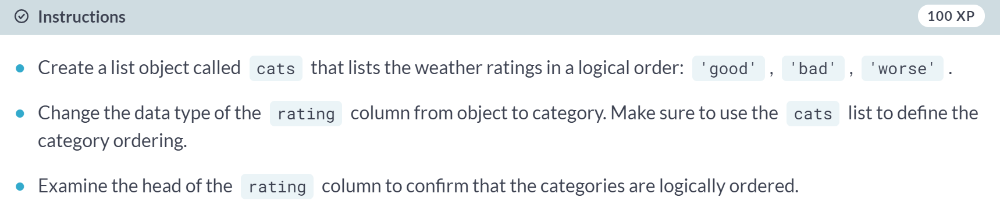 Instructions
100 XP
Create a list object called cats that lists the weather ratings in a logical order: 'good' , 'bad' , 'worse' .
Change the data type of the rating column from object to category. Make sure to use the cats list to define the
category ordering.
Examine the head of the rating column to confirm that the categories are logically ordered.